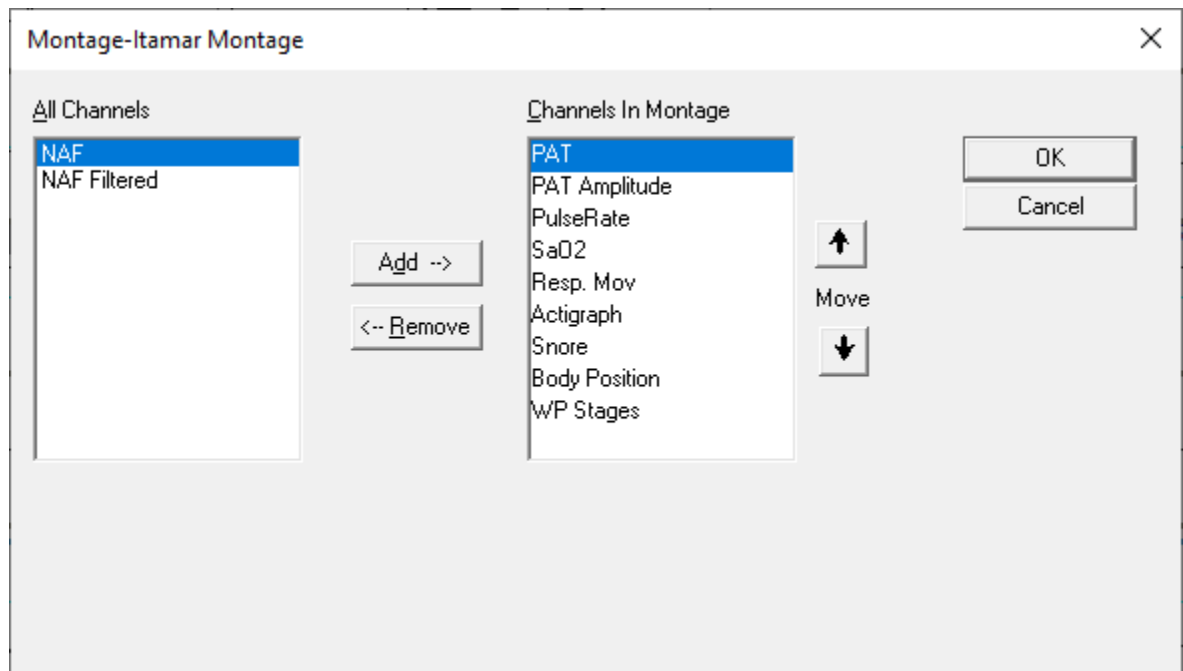 Montage-Itamar Montage
All Channels
NAF
NAF Filtered
Add -->
<-- Remove
Channels In Montage
PAT
PAT Amplitude
PulseRate
SaO2
Resp. Mov
Actigraph
Snore
Body Position
WP Stages
Move
OK
Cancel